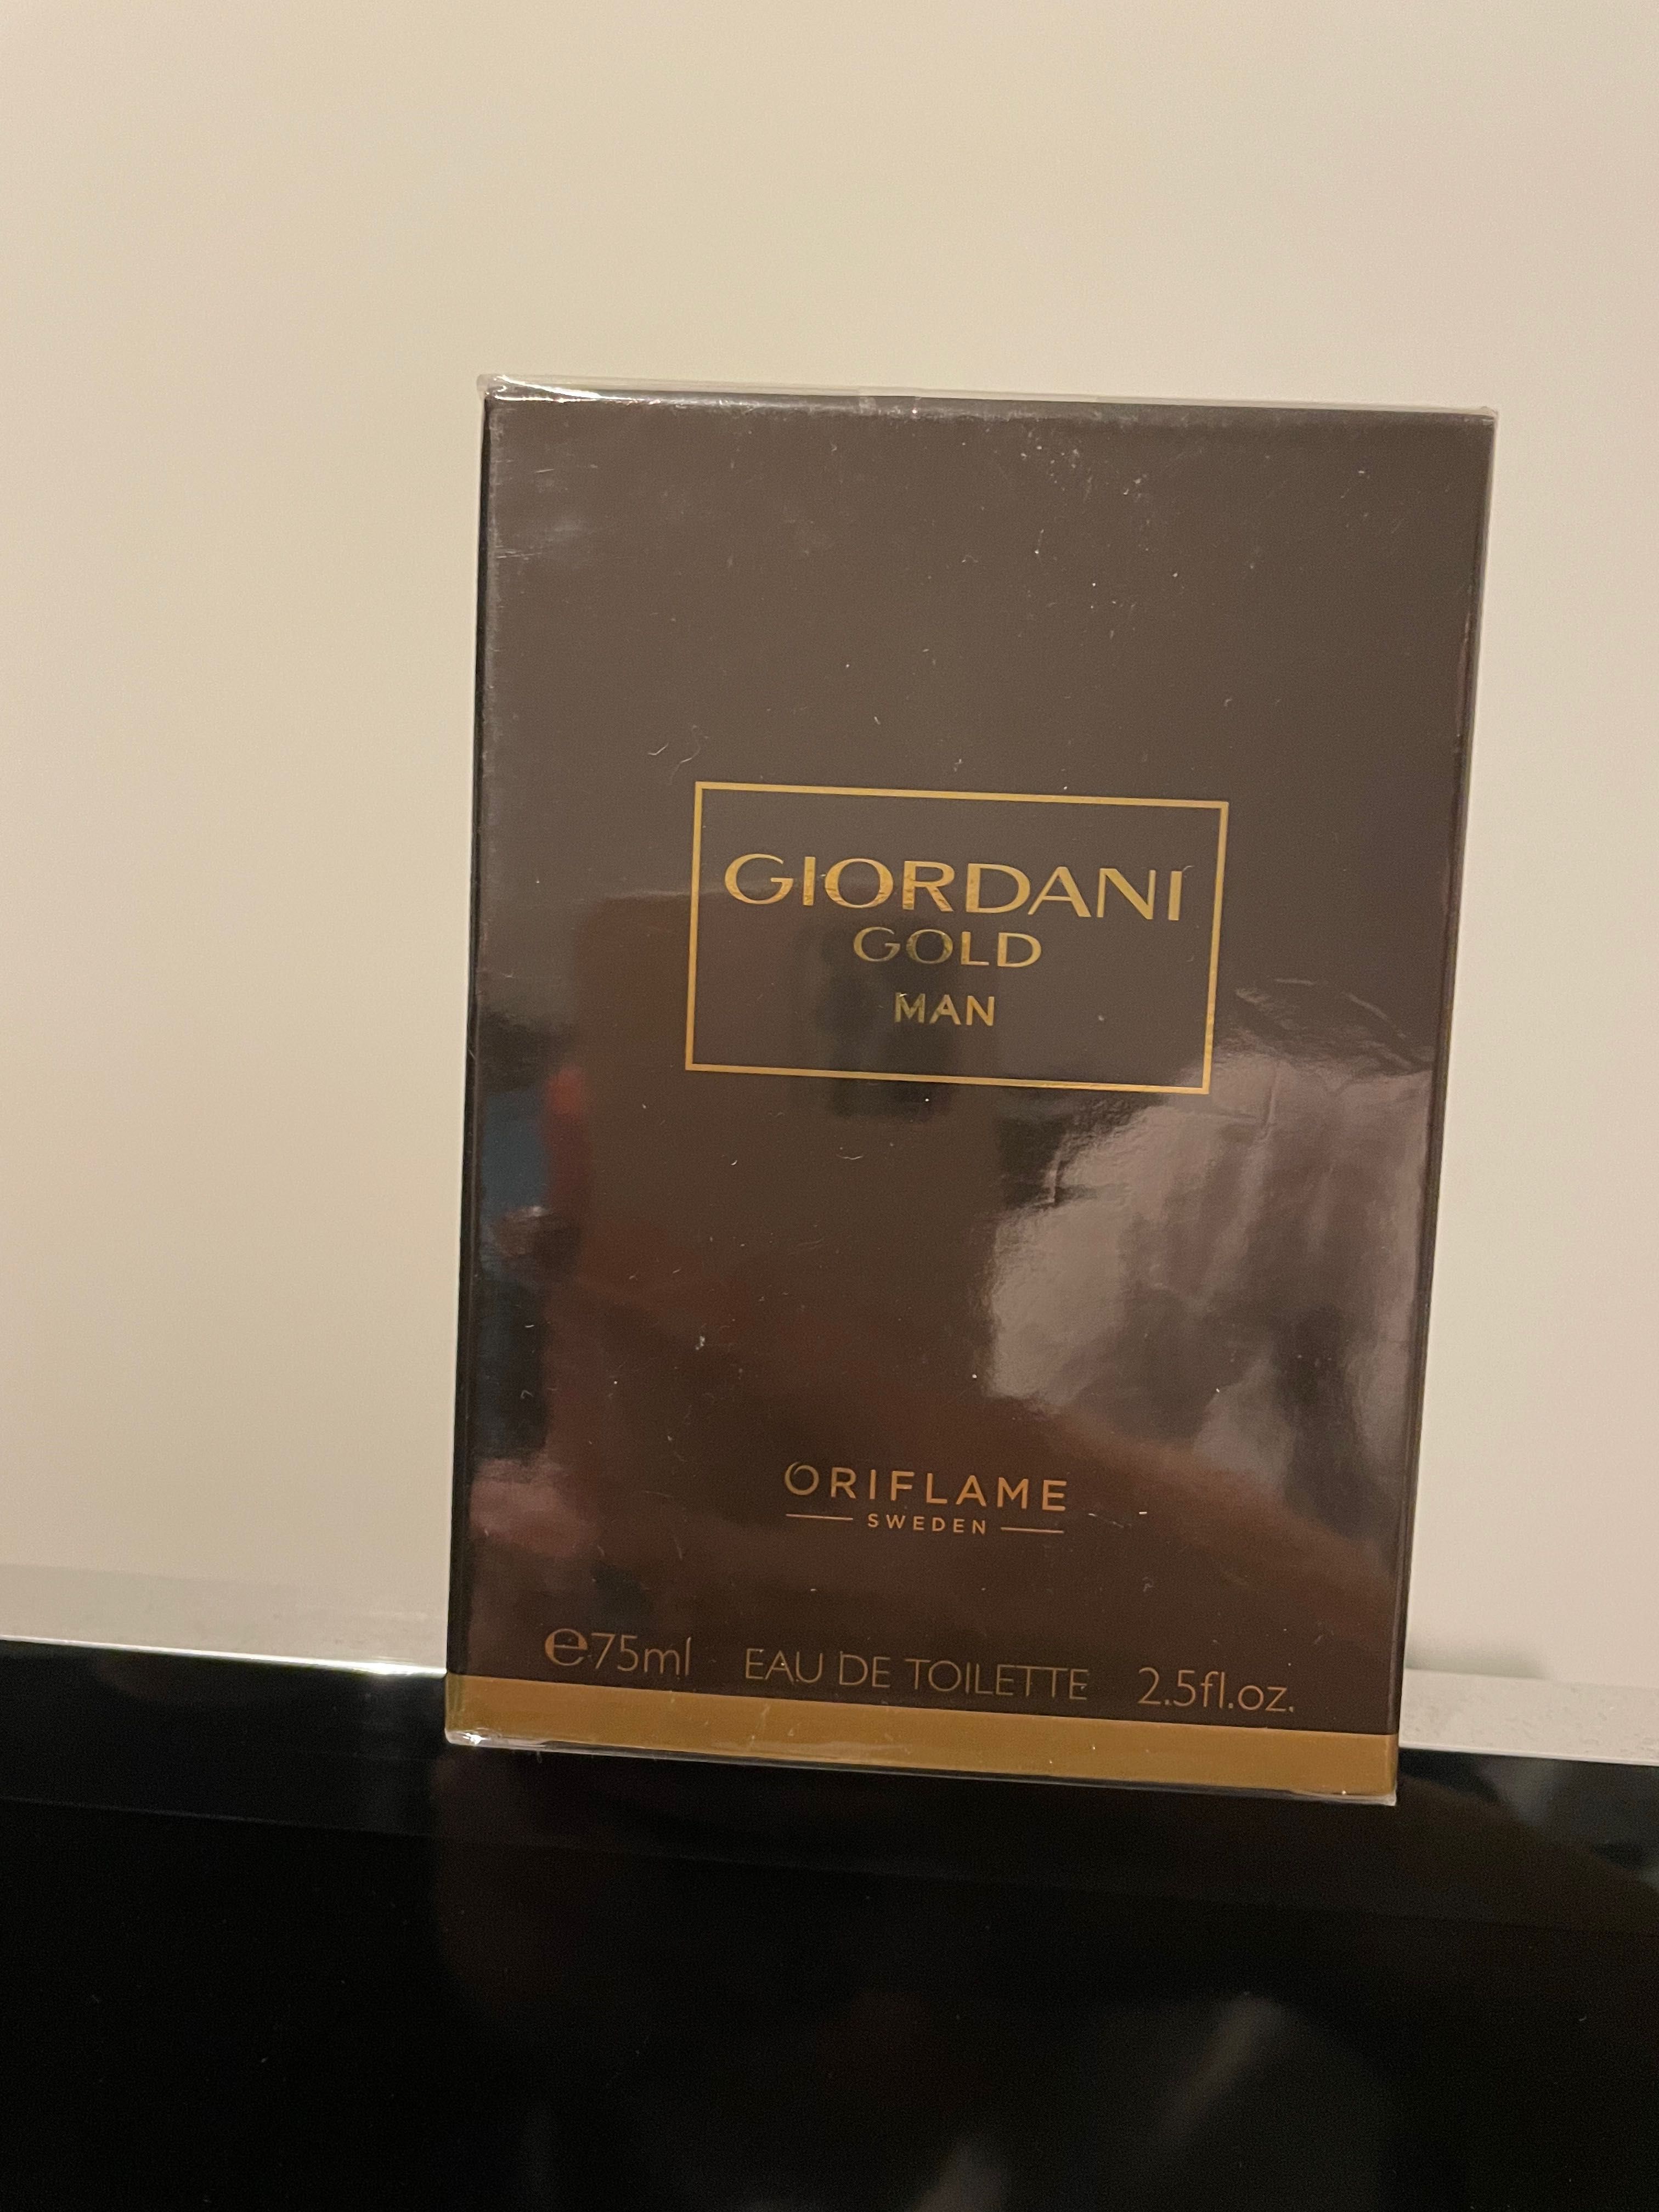 GIORDANI
GOLD
MAN
ORIFLAME
SWEDEN
℮75ml EAU DE TOILETTE 2.5fl.oz.